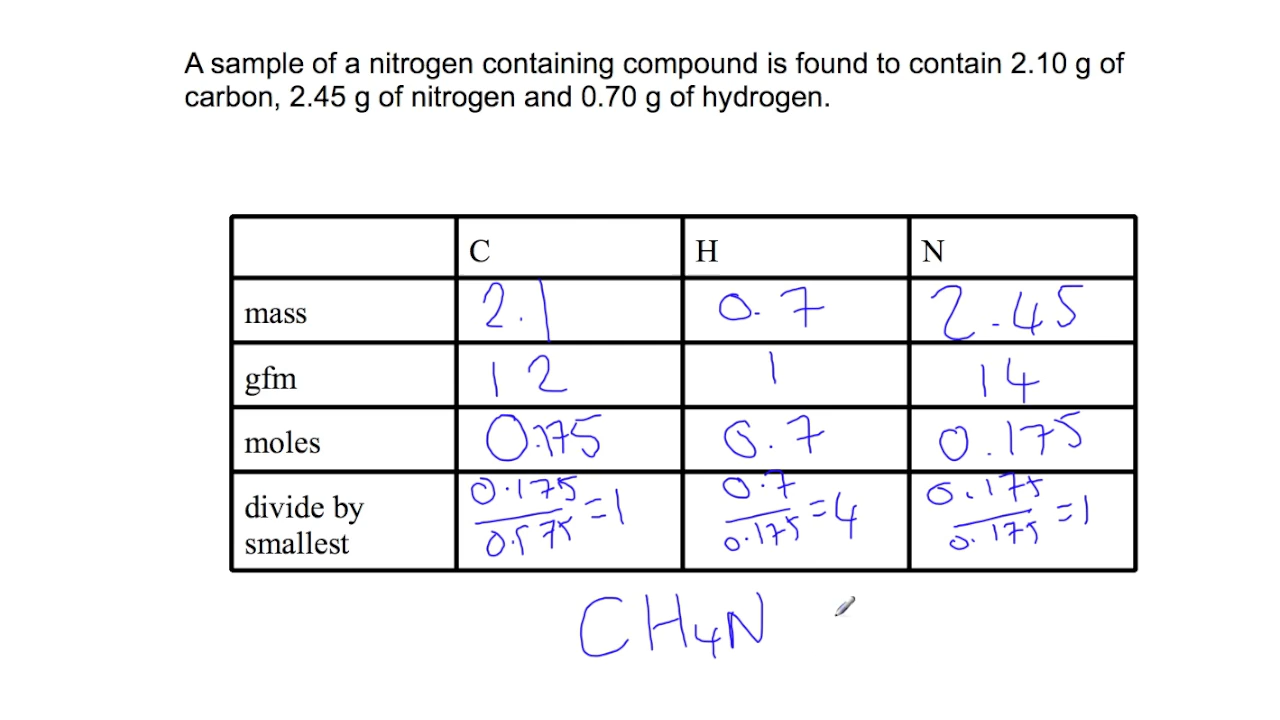 A sample of a nitrogen containing compound is found to contain 2.10 g of
carbon, 2.45 g of nitrogen and 0.70 g of hydrogen.
C H N
mass 2.1 0.7 2.45
gfm 12 1 14
moles 0.175 0.7 0.175
divide by smallest 0.175/0.175=1 0.7/0.175=4 0.175/0.175=1
CH₄N